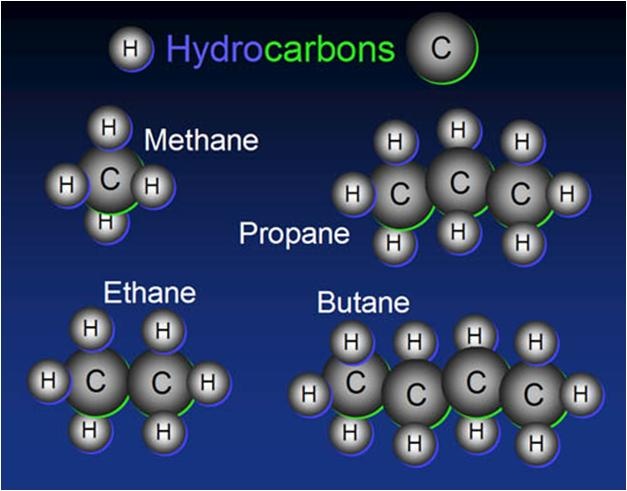 H Hydrocarbons C
Methane
H
H C H
H
Propane
H H H
H C C C H
H H H
Ethane
H H
H C C H
H H
Butane
H H H H
H C C C C H
H H H H